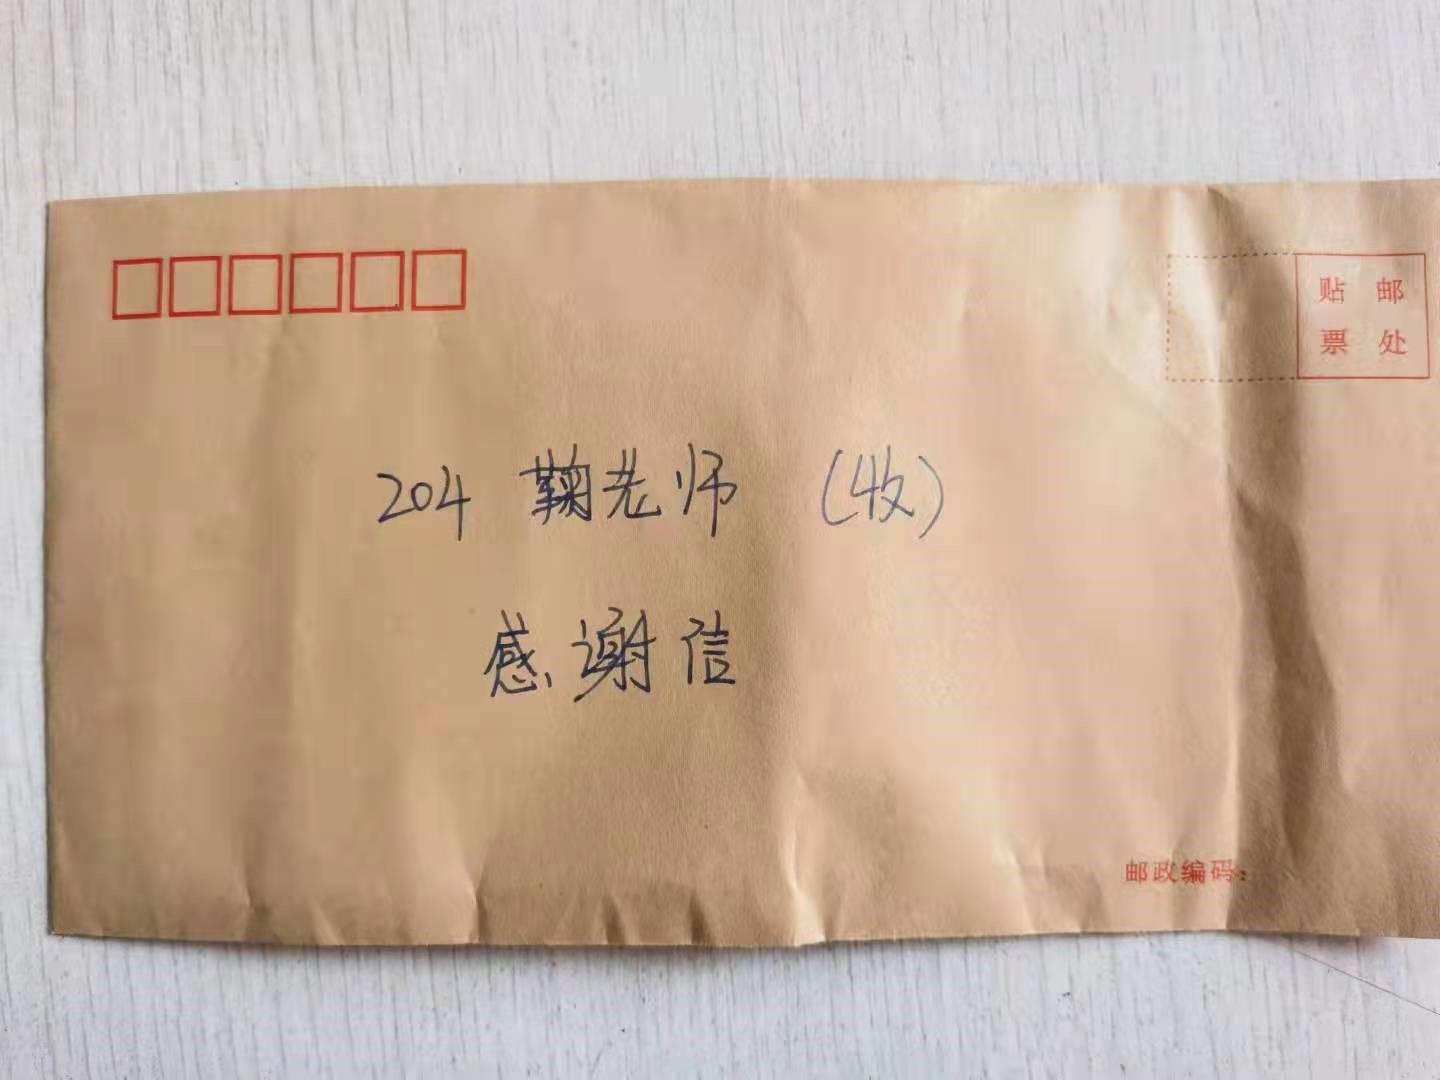 贴 邮
票 处
204 鞠老师 (收)
感谢信
邮政编码: